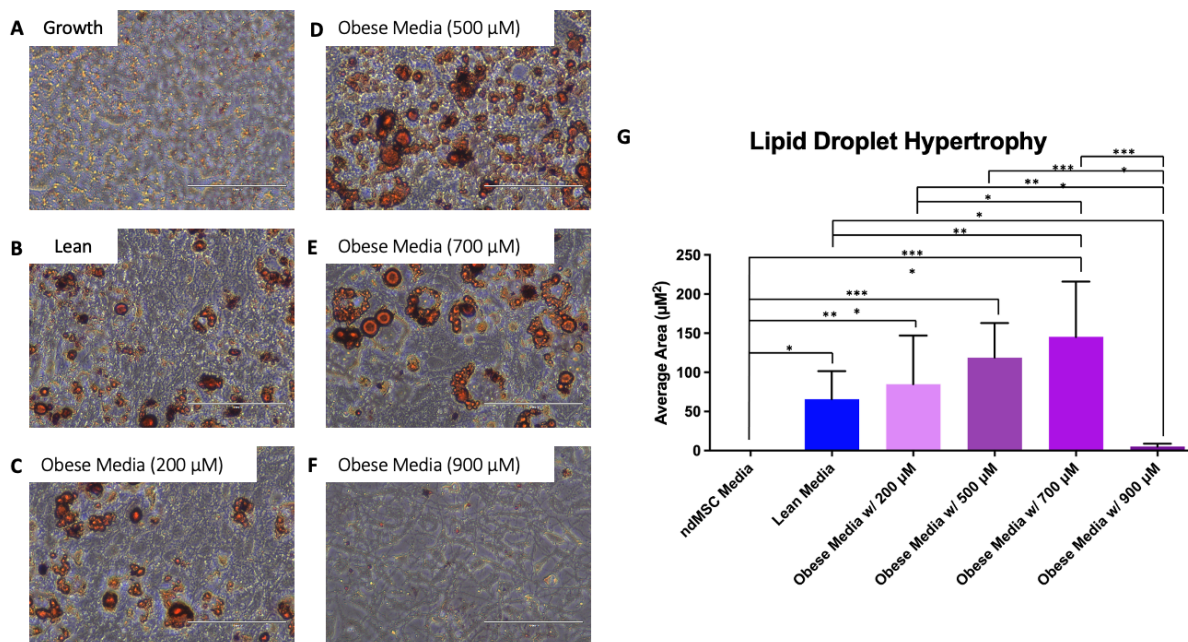 A Growth
D Obese Media (500 µM)
B Lean
E Obese Media (700 µM)
C Obese Media (200 µM)
F Obese Media (900 µM)
G Lipid Droplet Hypertrophy
***
***
*
**
*
*
*
**
***
*
***
**
*
*
Average Area (µM²)
250
200
150
100
50
0
ndMSC Media
Lean Media
Obese Media w/ 200 µM
Obese Media w/ 500 µM
Obese Media w/ 700 µM
Obese Media w/ 900 µM